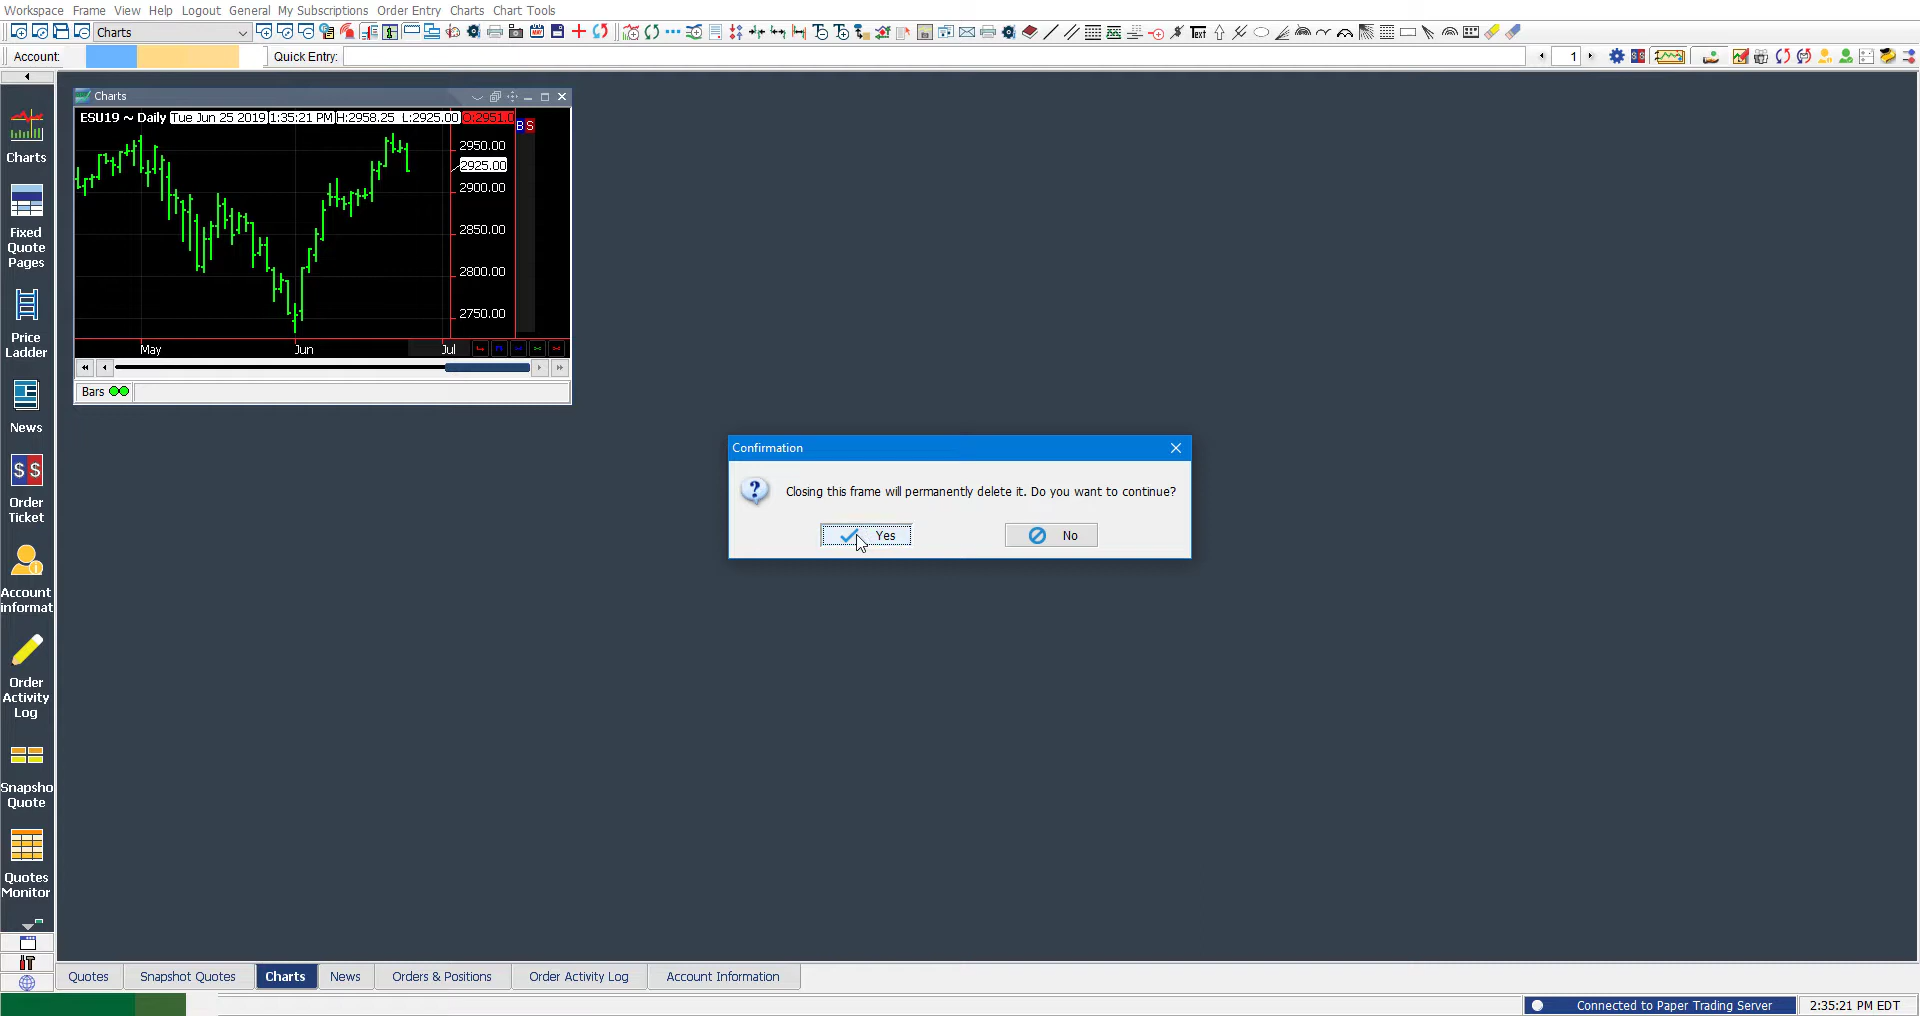 Workspace Frame View Help Logout General My Subscriptions Order Entry Charts Chart Tools
Charts
Text
Account:
Quick Entry:
1
Charts
ESU19 ~ Daily Tue Jun 25 2019 1:35:21 PM H:2958.25 L:2925.00 O:2951.0
B S
2950.00
2925.00
2900.00
2850.00
2800.00
2750.00
May Jun Jul
Bars
Charts
Fixed
Quote
Pages
Price
Ladder
News
$ $
Order
Ticket
Account
informat
Order
Activity
Log
Snapsho
Quote
Quotes
Monitor
Confirmation
Closing this frame will permanently delete it. Do you want to continue?
Yes
No
Quotes Snapshot Quotes Charts News Orders & Positions Order Activity Log Account Information
Connected to Paper Trading Server 2:35:21 PM EDT